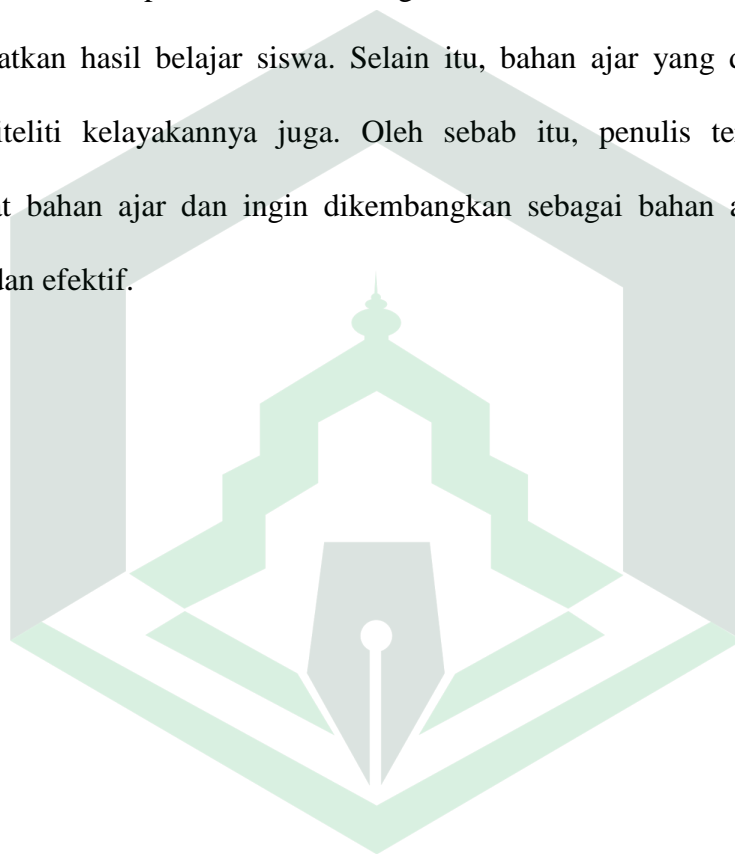 atkan hasil belajar siswa. Selain itu, bahan ajar yang
iteliti kelayakannya juga. Oleh sebab itu, penulis
t bahan ajar dan ingin dikembangkan sebagai bahan
dan efektif.